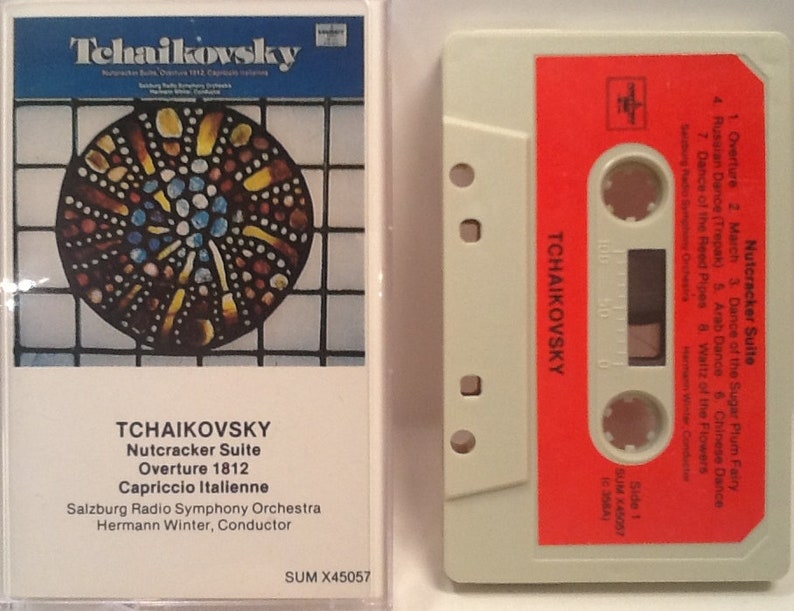 Tchaikovsky
Nutcracker Suite, Overture 1812, Capriccio Italienne
Salzburg Radio Symphony Orchestra
Hermann Winter, Conductor
TCHAIKOVSKY
Nutcracker Suite
Overture 1812
Capriccio Italienne
Salzburg Radio Symphony Orchestra
Hermann Winter, Conductor
SUM X45057
Nutcracker Suite
1. Overture 2. March 3. Dance of the Sugar Plum Fairy
4. Russian Dance (Trepak) 5. Arab Dance 6. Chinese Dance
7. Dance of the Reed Pipes 8. Waltz of the Flowers
Salzburg Radio Symphony Orchestra Hermann Winter, Conductor
100 50 0
TCHAIKOVSKY
Side 1
SUM X45057
(c 358A)